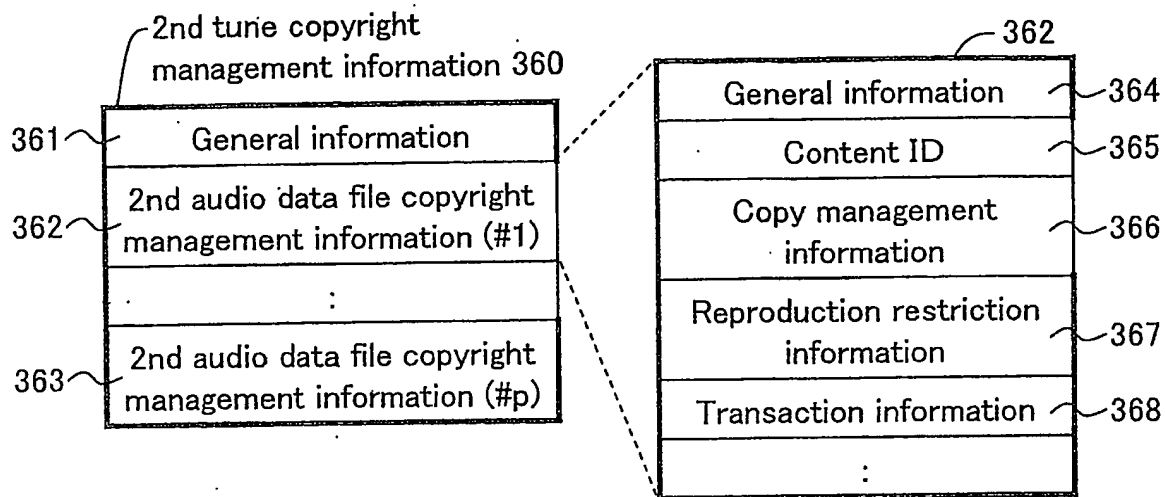 2nd tune copyright
management information 360
361
General information
362
2nd audio data file copyright
management information (#1)
:
363
2nd audio data file copyright
management information (#p)
362
General information
364
Content ID
365
Copy management
information
366
Reproduction restriction
information
367
Transaction information
368
: